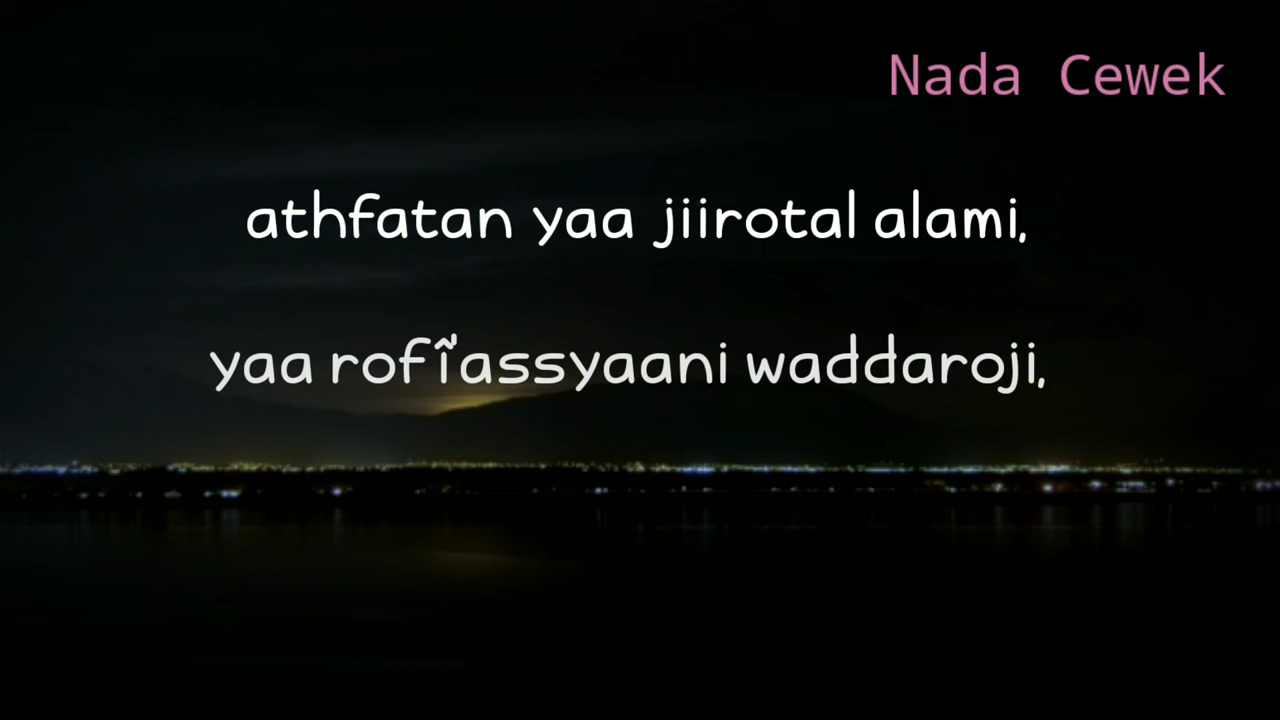 Nada Cewek
athfatan yaa jiirotal alami,
yaa rofi'assyaani waddaroji,